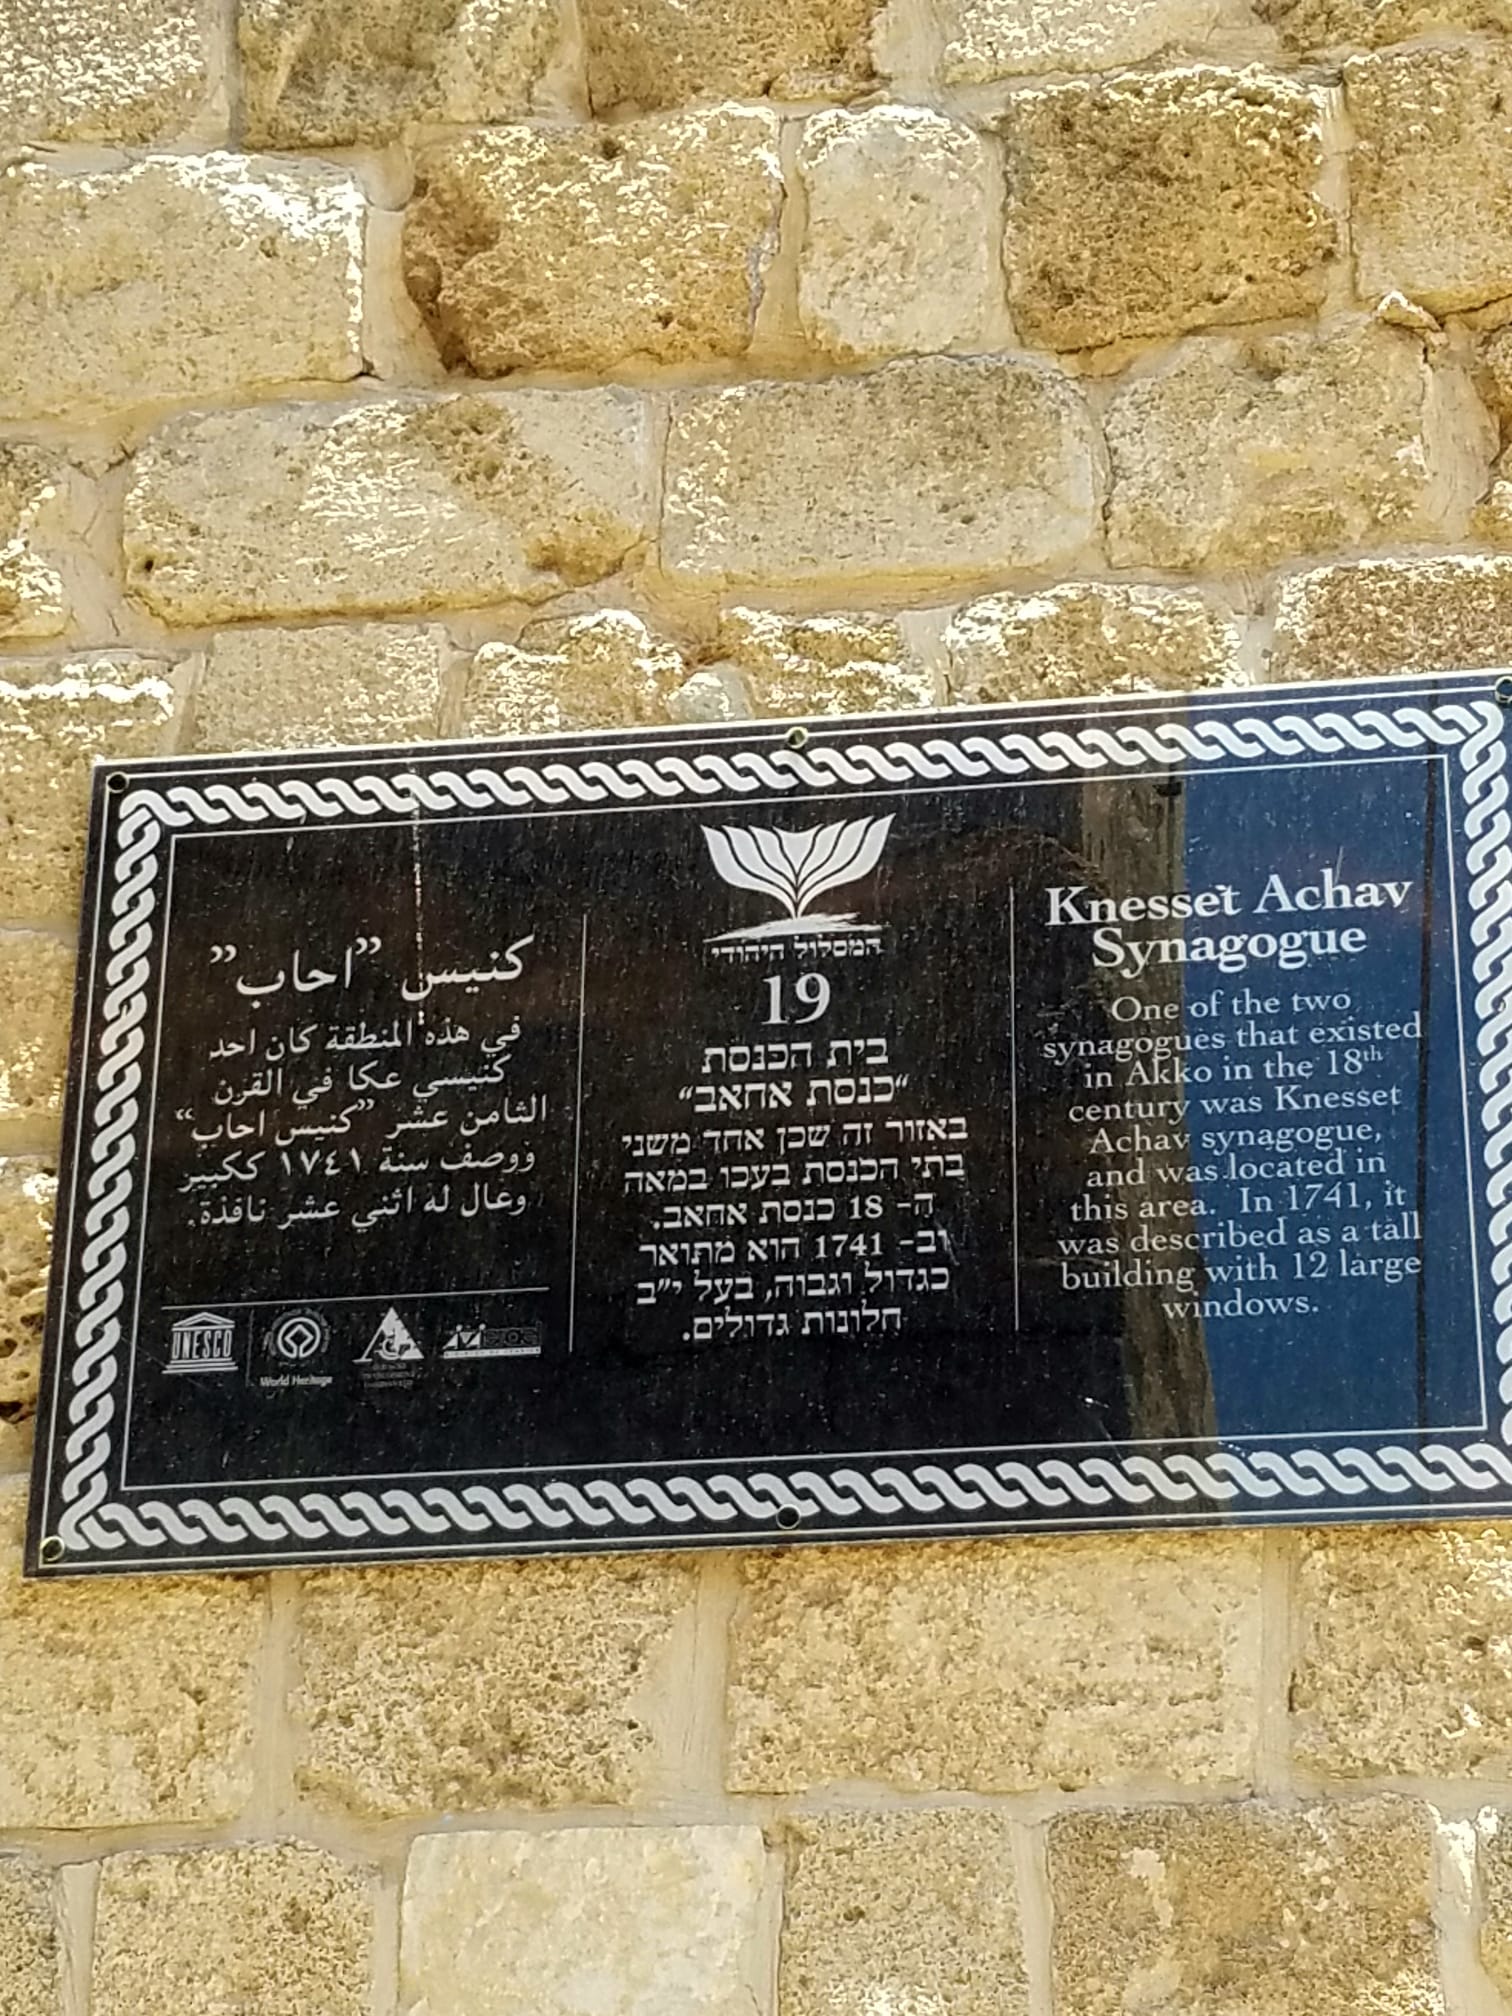 המסלול היהודי
19
כنيس "احاب"
في هذه المنطقة كان احد
كنيسي عكا في القرن
الثامن عشر "كنيس احاب"
ووصف سنة ١٧٤١ ككبير
وعال له اثني عشر نافذة.
UNESCO
World Heritage
בית הכנסת
"כנסת אחאב"
באזור זה שכן אחד משני
בתי הכנסת בעכו במאה
ה- 18 כנסת אחאב.
וב- 1741 הוא מתואר
כגדול וגבוה, בעל י"ב
חלונות גדולים.
Knesset Achav
Synagogue
One of the two
synagogues that existed
in Akko in the 18th
century was Knesset
Achav synagogue,
and was located in
this area. In 1741, it
was described as a tall
building with 12 large
windows.